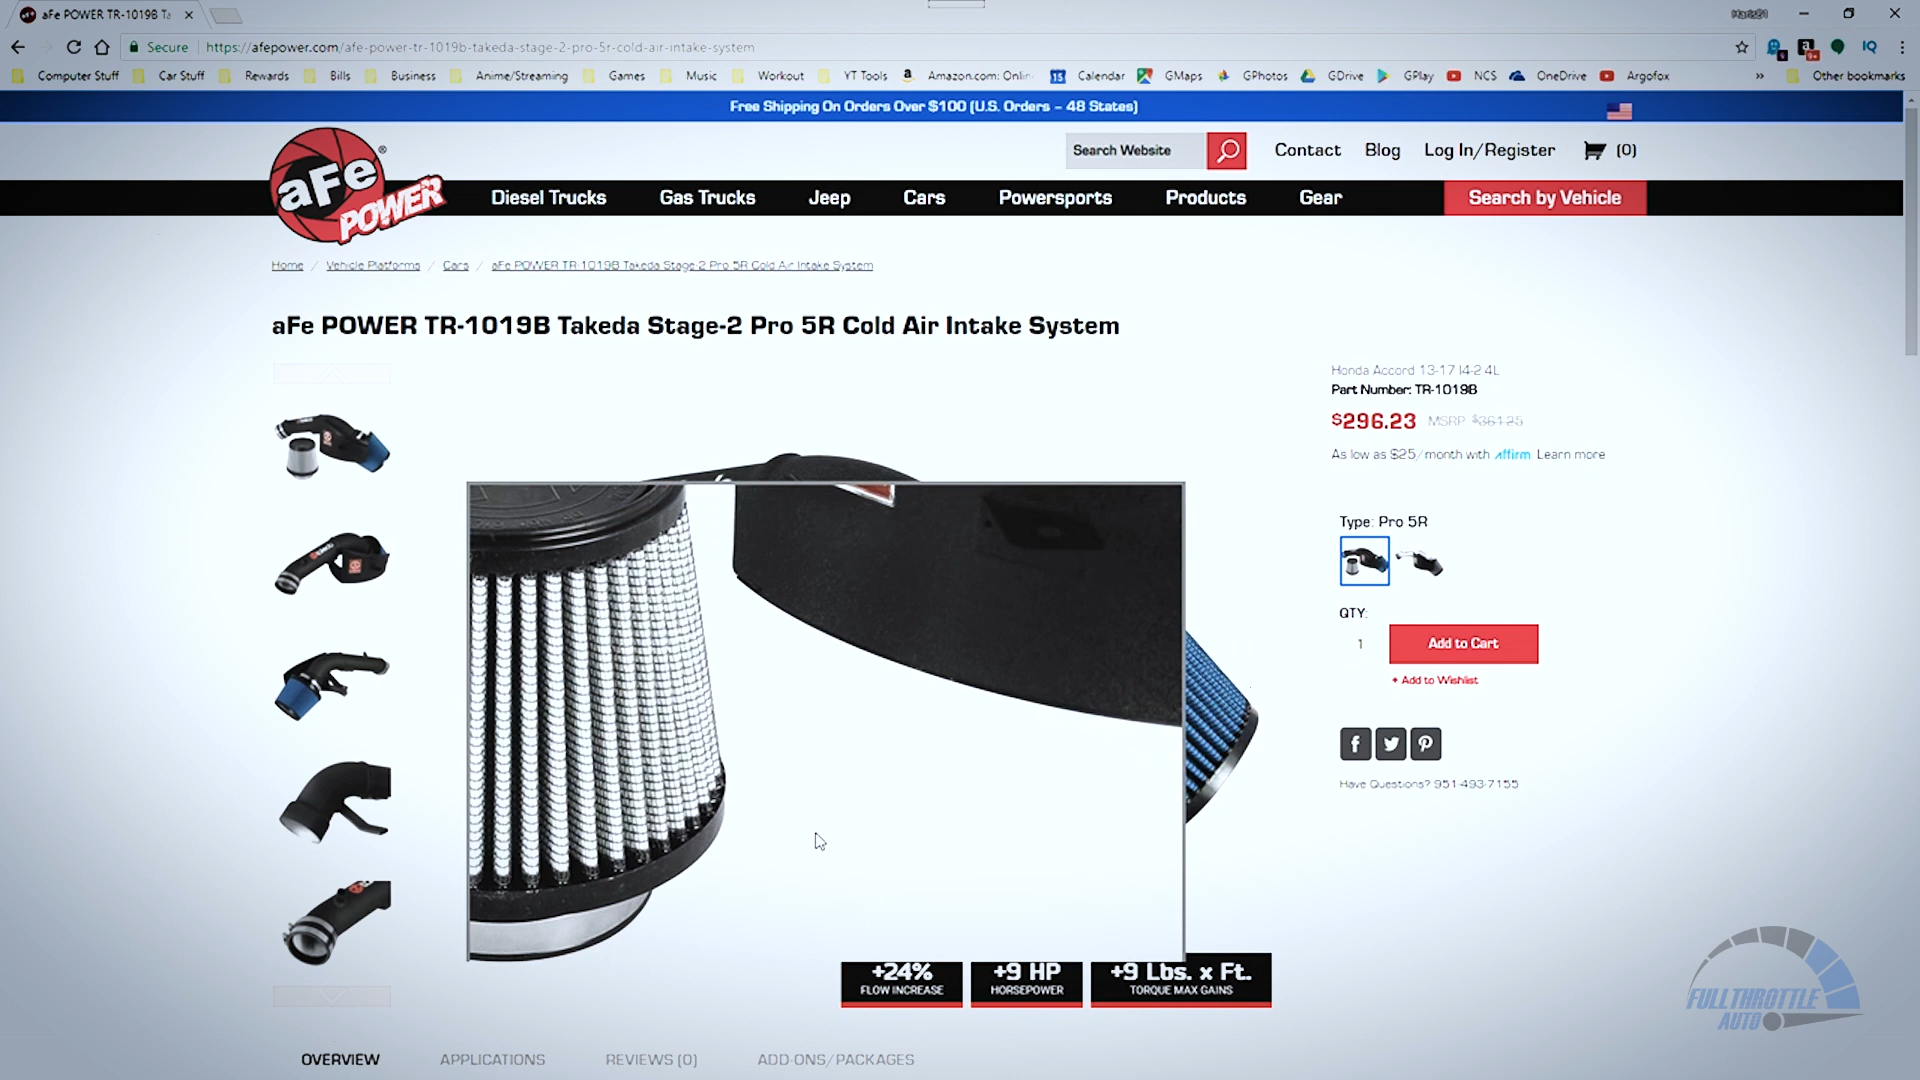 aFe POWER TR-1019B Ta
Haris21
Secure
https://afepower.com/afe-power-tr-1019b-takeda-stage-2-pro-5r-cold-air-intake-system
IQ
Computer Stuff
Car Stuff
Rewards
Bills
Business
Anime/Streaming
Games
Music
Workout
YT Tools
Amazon.com: Onlin
Calendar
GMaps
GPhotos
GDrive
GPlay
NCS
OneDrive
Argofox
Other bookmarks
Free Shipping On Orders Over $100 (U.S. Orders – 48 States)
aFe POWER
Search Website
Contact
Blog
Log In/Register
(0)
Diesel Trucks
Gas Trucks
Jeep
Cars
Powersports
Products
Gear
Search by Vehicle
Home / Vehicle Platforms / Cars / aFe POWER TR-1019B Takeda Stage-2 Pro 5R Cold Air Intake System
aFe POWER TR-1019B Takeda Stage-2 Pro 5R Cold Air Intake System
Honda Accord 13-17 I4-2.4L
Part Number: TR-1019B
$296.23 MSRP $361.25
As low as $25/month with affirm. Learn more
Type: Pro 5R
QTY:
1
Add to Cart
+ Add to Wishlist
Have Questions? 951-493-7155
+24%
FLOW INCREASE
+9 HP
HORSEPOWER
+9 Lbs. x Ft.
TORQUE MAX GAINS
OVERVIEW
APPLICATIONS
REVIEWS (0)
ADD-ONS/PACKAGES
FULL THROTTLE
AUTO